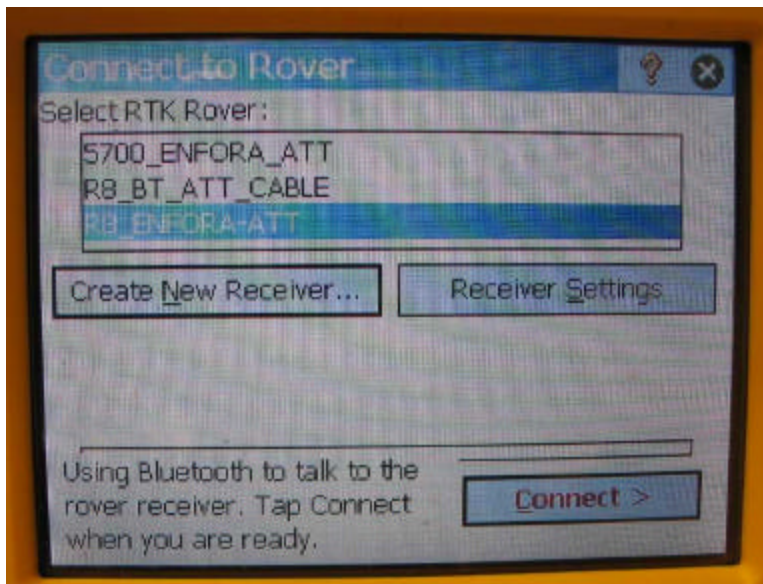 Connect to Rover
?
Select RTK Rover:
5700_ENFORA_ATT
R8_BT_ATT_CABLE
R8_ENFORA-ATT
Create New Receiver...
Receiver Settings
Using Bluetooth to talk to the
rover receiver. Tap Connect
when you are ready.
Connect >